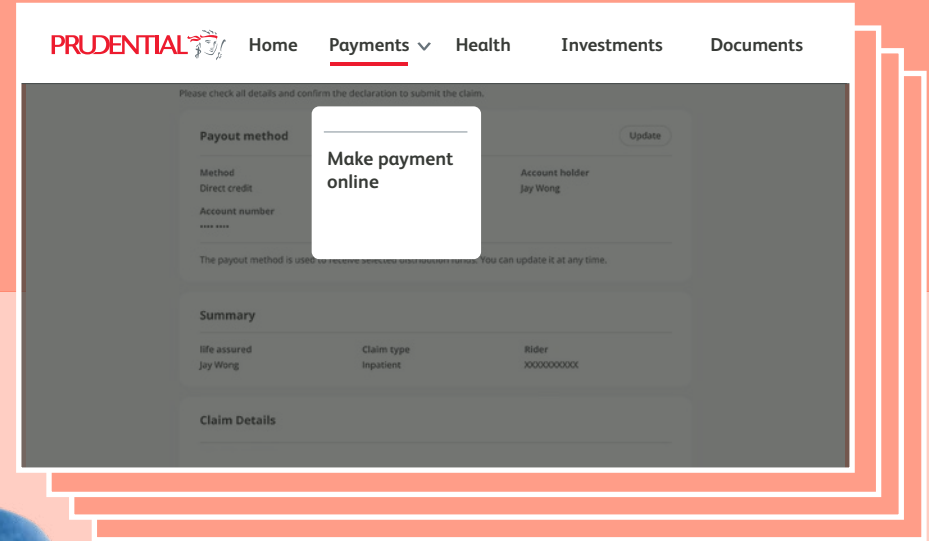 PRUDENTIAL Home Payments Health Investments Documents
Please check all details and confirm the declaration to submit the claim.
Payout method Update
Make payment
online
Method Account holder
Direct credit Jay Wong
Account number
•••• ••••
The payout method is used to receive selected distribution funds. You can update it at any time.
Summary
life assured Claim type Rider
Jay Wong Inpatient XXXXXXXXXX
Claim Details